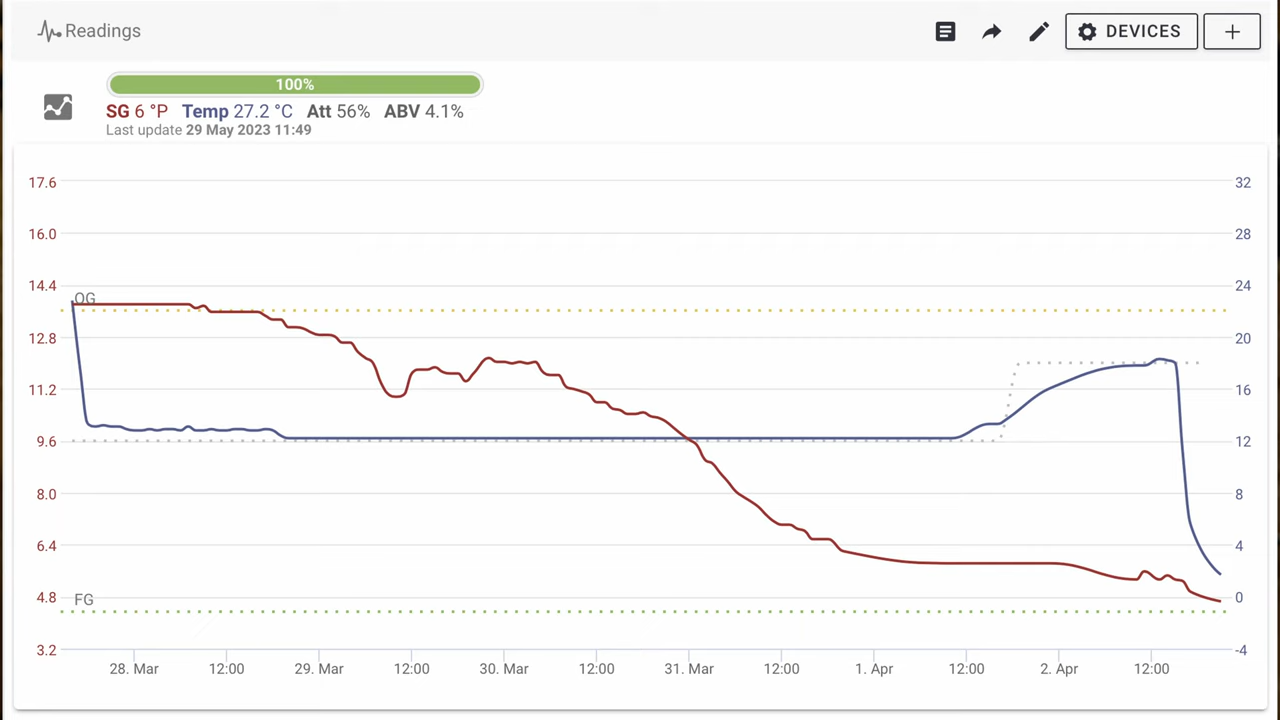 Readings
DEVICES
100%
SG 6 °P Temp 27.2 °C Att 56% ABV 4.1%
Last update 29 May 2023 11:49
17.6 32
16.0 28
14.4 24
OG
12.8 20
11.2 16
9.6 12
8.0 8
6.4 4
4.8 0
FG
3.2 -4
28. Mar 12:00 29. Mar 12:00 30. Mar 12:00 31. Mar 12:00 1. Apr 12:00 2. Apr 12:00